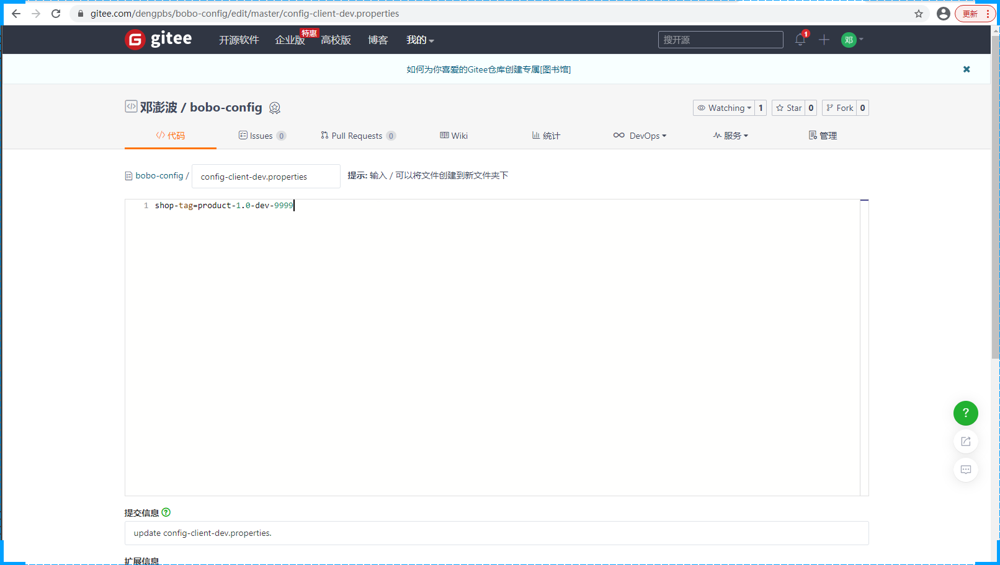 gitee.com/dengpbs/bobo-config/edit/master/config-client-dev.properties
更新
gitee
开源软件
企业版
特惠
高校版
博客
我的
搜开源
1
邓
如何为你喜爱的Gitee仓库创建专属[图书馆]
邓澎波 / bobo-config
Watching 1
Star 0
Fork 0
代码
Issues 0
Pull Requests 0
Wiki
统计
DevOps
服务
管理
bobo-config /
config-client-dev.properties
提示: 输入 / 可以将文件创建到新文件夹下
1 shop-tag=product-1.0-dev-9999
提交信息
update config-client-dev.properties.
扩展信息